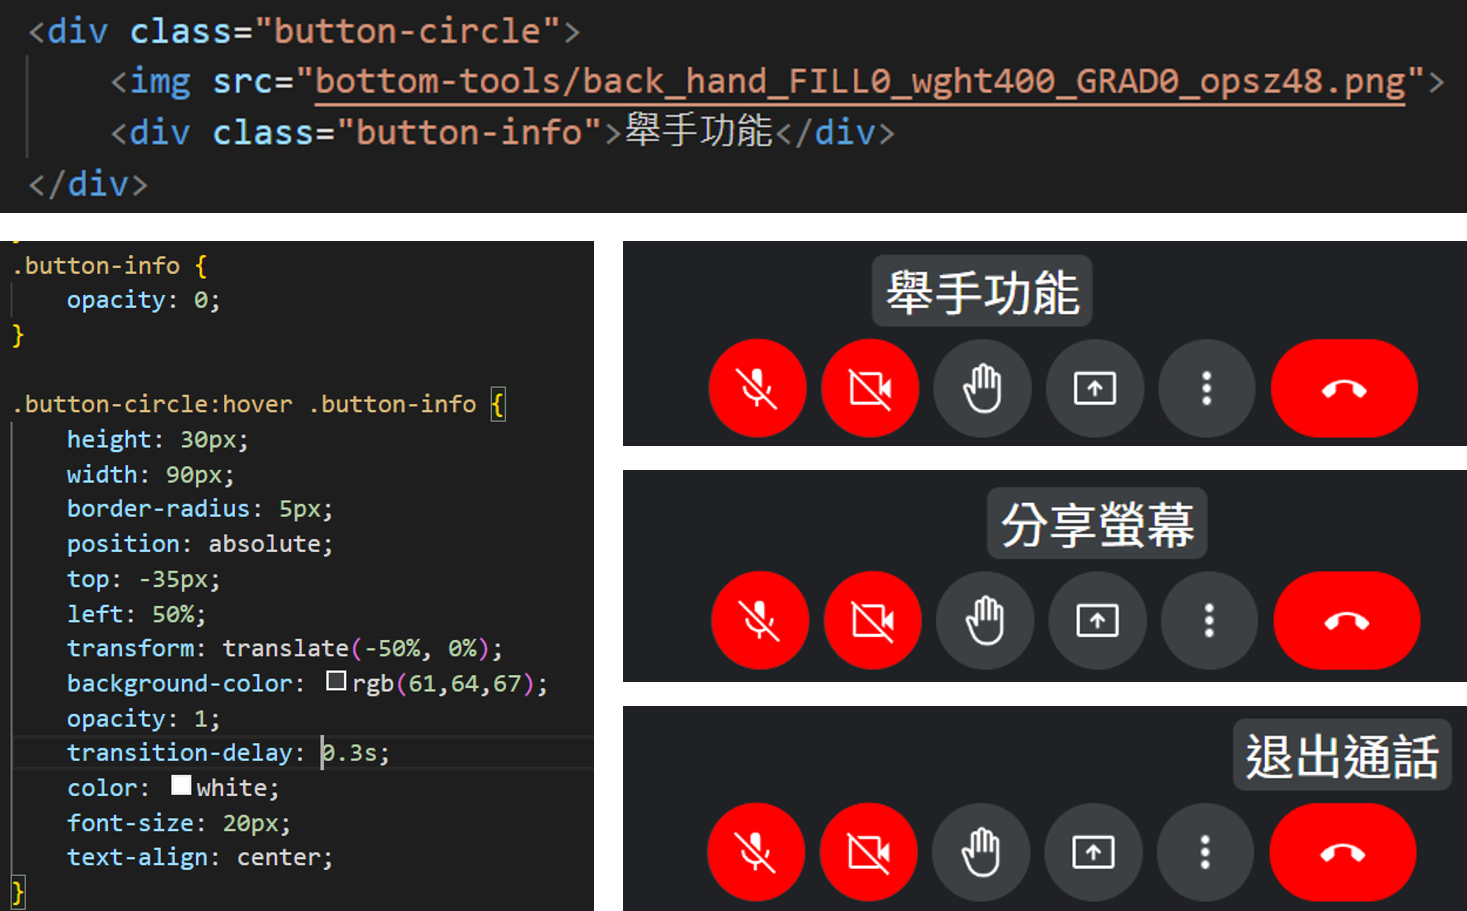 <div class="button-circle">
<img src="bottom-tools/back_hand_FILL0_wght400_GRAD0_opsz48.png">
<div class="button-info">舉手功能</div>
</div>
}
.button-info {
opacity: 0;
}
.button-circle:hover .button-info {
height: 30px;
width: 90px;
border-radius: 5px;
position: absolute;
top: -35px;
left: 50%;
transform: translate(-50%, 0%);
background-color: rgb(61,64,67);
opacity: 1;
transition-delay: 0.3s;
color: white;
font-size: 20px;
text-align: center;
}
舉手功能
分享螢幕
退出通話